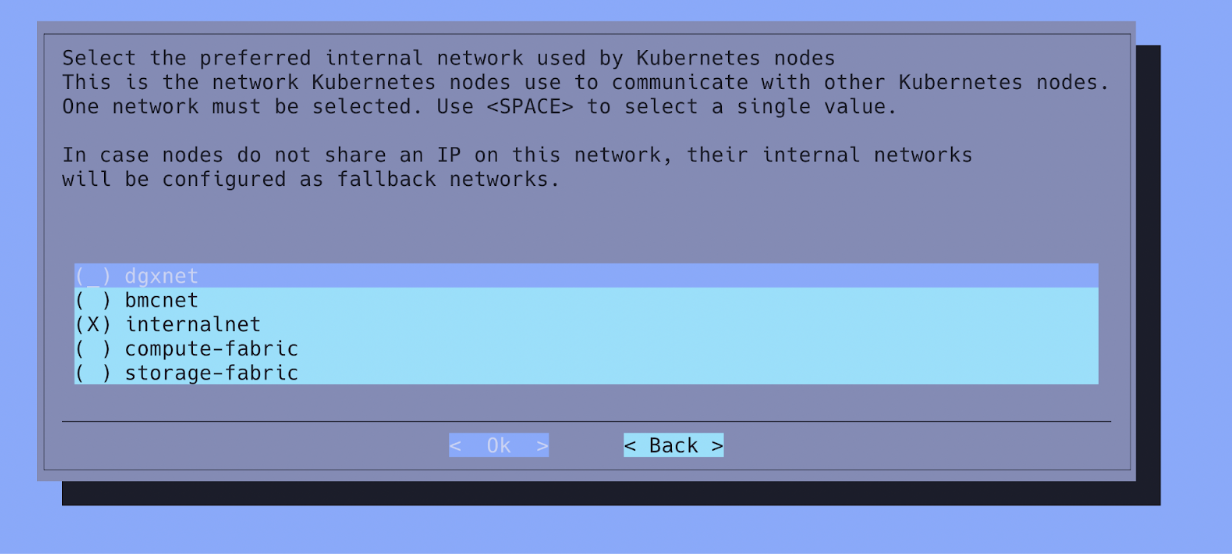 Select the preferred internal network used by Kubernetes nodes
This is the network Kubernetes nodes use to communicate with other Kubernetes nodes.
One network must be selected. Use <SPACE> to select a single value.
In case nodes do not share an IP on this network, their internal networks
will be configured as fallback networks.
(_) dgxnet
( ) bmcnet
(X) internalnet
( ) compute-fabric
( ) storage-fabric
<  Ok  > < Back >